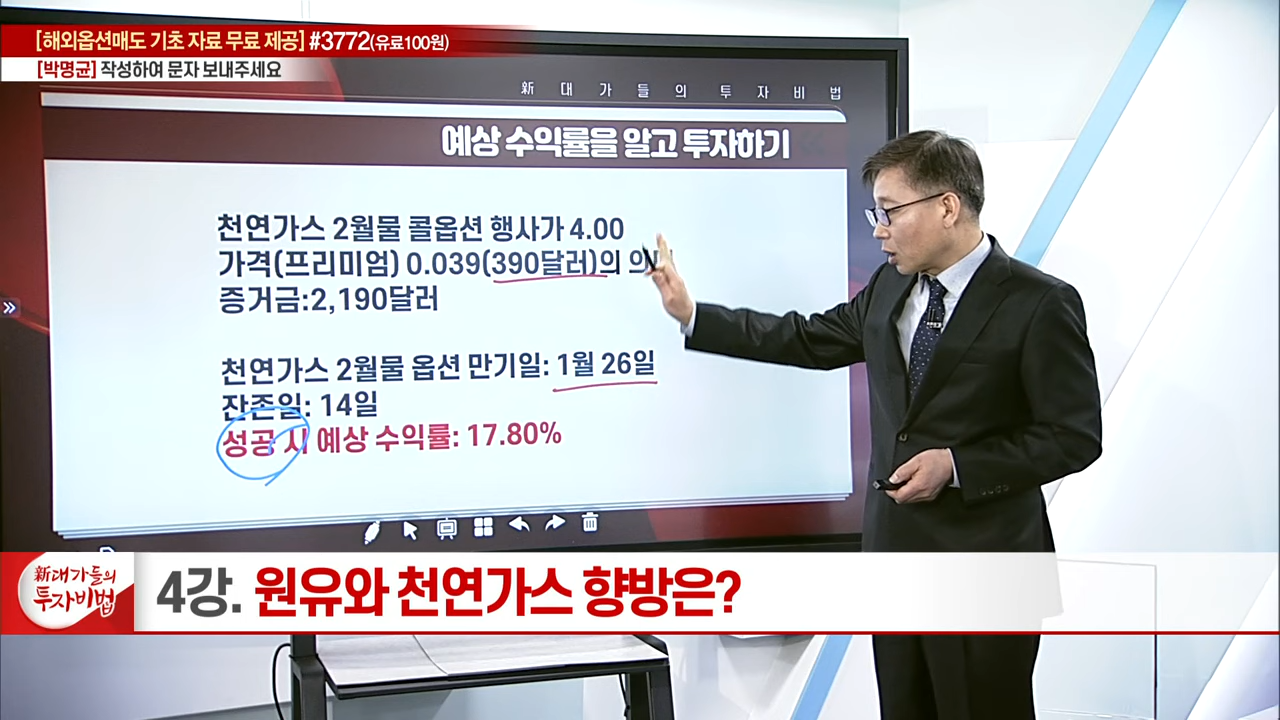 [해외옵션매도 기초 자료 무료 제공] #3772(유료100원)
[박명균] 작성하여 문자 보내주세요
新 대 가 들 의 투 자 비 법
예상 수익률을 알고 투자하기
천연가스 2월물 콜옵션 행사가 4.00
가격(프리미엄) 0.039(390달러)의
증거금:2,190달러
천연가스 2월물 옵션 만기일: 1월 26일
잔존일: 14일
성공 시 예상 수익률: 17.80%
新대가들의
투자비법
4강. 원유와 천연가스 향방은?